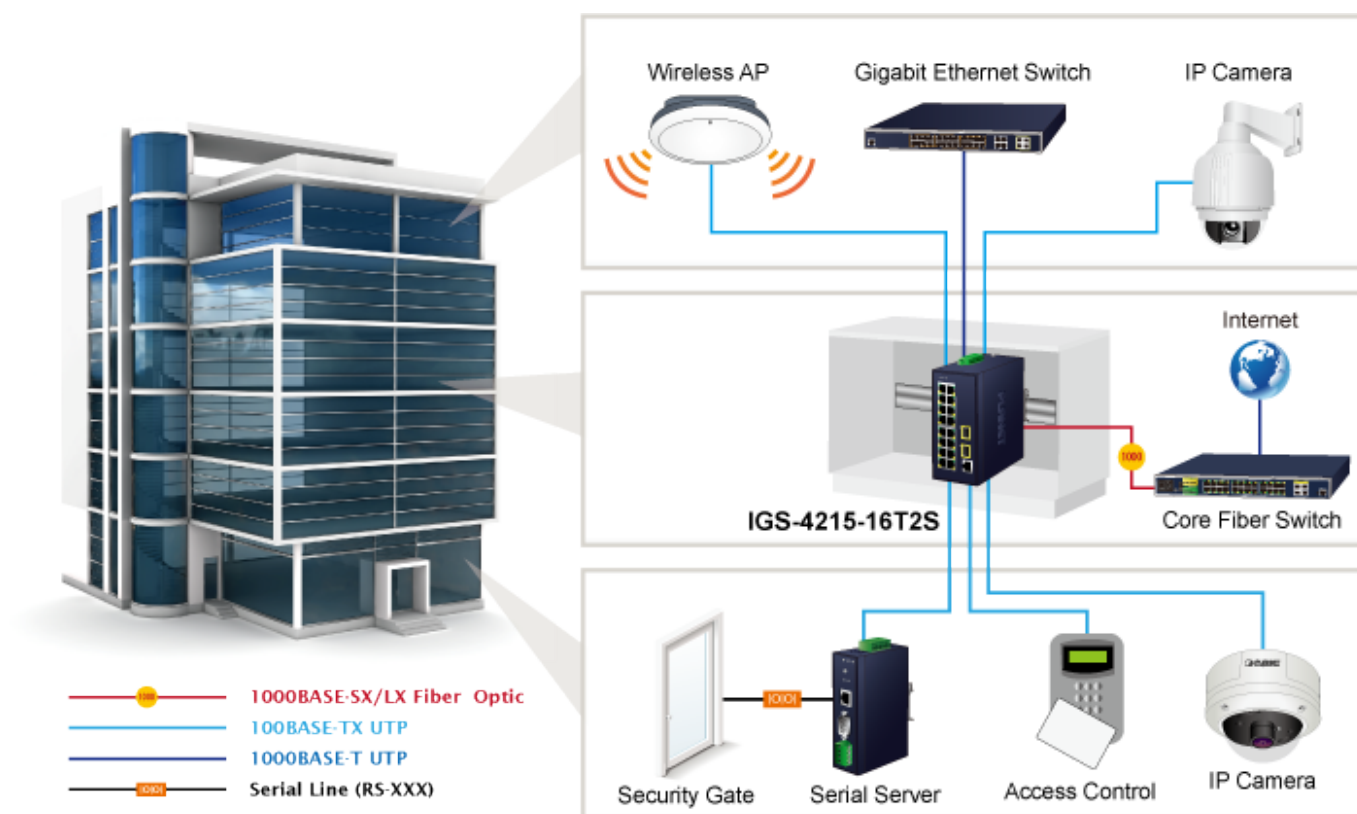 Wireless AP
Gigabit Ethernet Switch
IP Camera
Internet
1000
IGS-4215-16T2S
Core Fiber Switch
1000
1000BASE-SX/LX Fiber Optic
100BASE-TX UTP
1000BASE-T UTP
Serial Line (RS-XXX)
Security Gate
Serial Server
Access Control
IP Camera